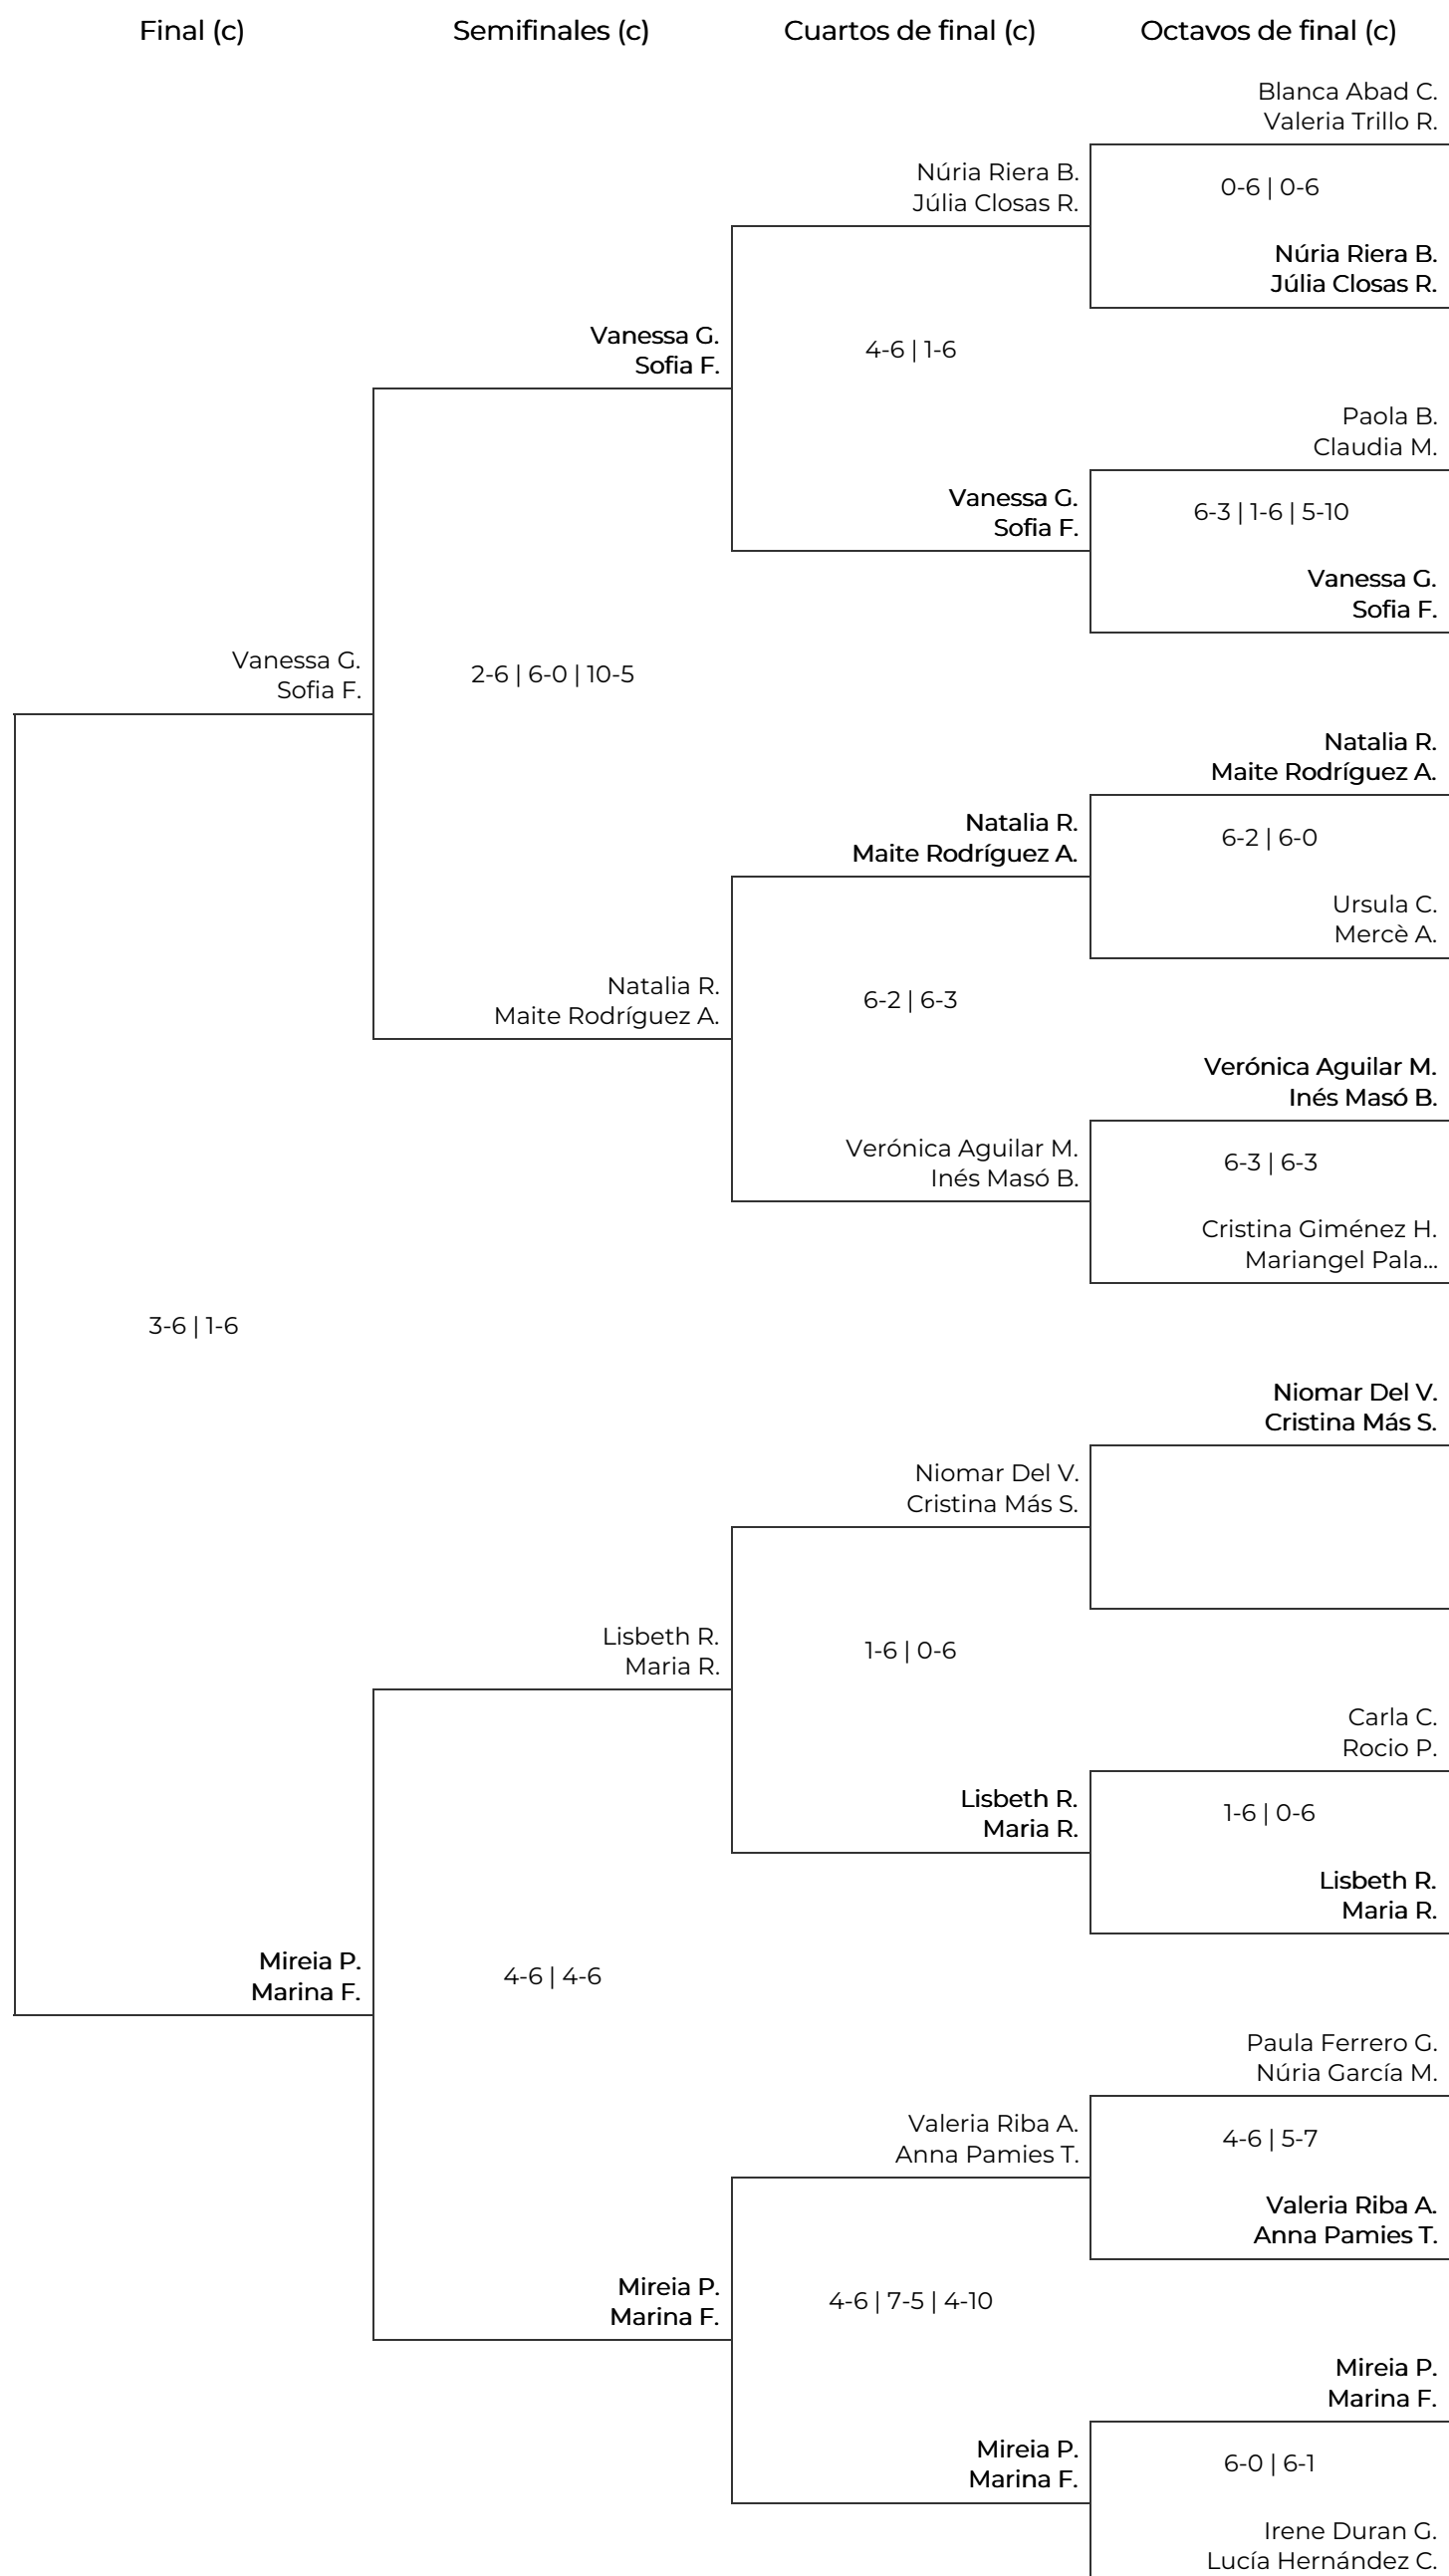 Final (c)
Semifinales (c)
Cuartos de final (c)
Octavos de final (c)
Blanca Abad C.
Valeria Trillo R.
Núria Riera B.
Júlia Closas R.
0-6 | 0-6
Núria Riera B.
Júlia Closas R.
Vanessa G.
Sofia F.
4-6 | 1-6
Paola B.
Claudia M.
Vanessa G.
Sofia F.
6-3 | 1-6 | 5-10
Vanessa G.
Sofia F.
Vanessa G.
Sofia F.
2-6 | 6-0 | 10-5
Natalia R.
Maite Rodríguez A.
Natalia R.
Maite Rodríguez A.
6-2 | 6-0
Ursula C.
Mercè A.
Natalia R.
Maite Rodríguez A.
6-2 | 6-3
Verónica Aguilar M.
Inés Masó B.
Verónica Aguilar M.
Inés Masó B.
6-3 | 6-3
Cristina Giménez H.
Mariangel Pala...
3-6 | 1-6
Niomar Del V.
Cristina Más S.
Niomar Del V.
Cristina Más S.
Lisbeth R.
Maria R.
1-6 | 0-6
Carla C.
Rocio P.
Lisbeth R.
Maria R.
1-6 | 0-6
Lisbeth R.
Maria R.
Mireia P.
Marina F.
4-6 | 4-6
Paula Ferrero G.
Núria García M.
Valeria Riba A.
Anna Pamies T.
4-6 | 5-7
Valeria Riba A.
Anna Pamies T.
Mireia P.
Marina F.
4-6 | 7-5 | 4-10
Mireia P.
Marina F.
Mireia P.
Marina F.
6-0 | 6-1
Irene Duran G.
Lucía Hernández C.